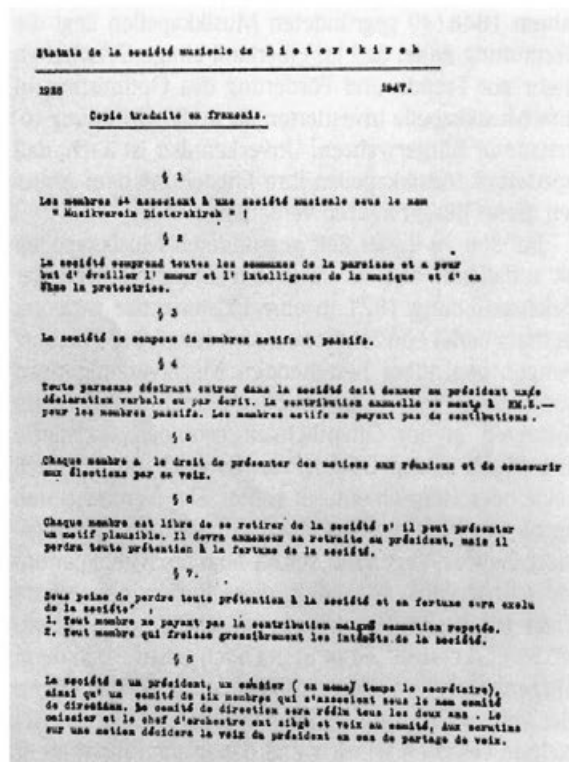 Statuts de la société musicale de D i e t e r s k i r c h
1928 1947.
Copie traduite en français.
§ 1
Les membres s'associent à une société musicale sous le nom
Musikverein Dieterskirch
§ 2
La société comprend toutes les communes de la paroisse et a pour
but d'éveiller l'amour et l'intelligence de la musique et de
§ 3
La société se compose de membres actifs et passifs.
§ 4
Toute personne désirant entrer dans la société doit donner au président une
déclaration verbale ou par écrit. La contribution annuelle se monte à RM.
pour les membres passifs. Les membres actifs ne payent pas de contribution.
§
Chaque membre a le droit de présenter des motions aux réunions et de concourir
aux élections par sa voix.
§ 6
Chaque membre est libre de se retirer de la société s'il peut présenter
un motif plausible. Il devra annoncer sa retraite au président, mais il
perdra toute prétention à la fortune de la société.
§ 7.
Sous peine de perdre toute prétention à la société et sa fortune sera exclu
de la société
1. Tout membre ne payant pas la contribution
2. Tout membre qui froisse grossièrement les intérêts de la société.
§
La société a un président, un caissier ( en même temps le secrétaire),
ainsi qu'un comité de six membres qui s'associent sous le nom comité
de direction. Le comité de direction sera réélu tous les deux ans . Le
caissier et le chef d'orchestre ont siège et voix au comité. Aux scrutins
sur une motion décidera la voix du président en cas de partage de voix.